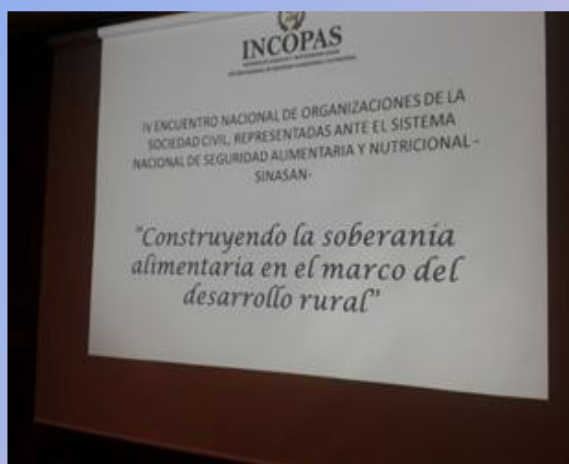 INCOPAS
IV ENCUENTRO NACIONAL DE ORGANIZACIONES DE LA
SOCIEDAD CIVIL, REPRESENTADAS ANTE EL SISTEMA
NACIONAL DE SEGURIDAD ALIMENTARIA Y NUTRICIONAL -
SINASAN-
"Construyendo la soberanía
alimentaria en el marco del
desarrollo rural"